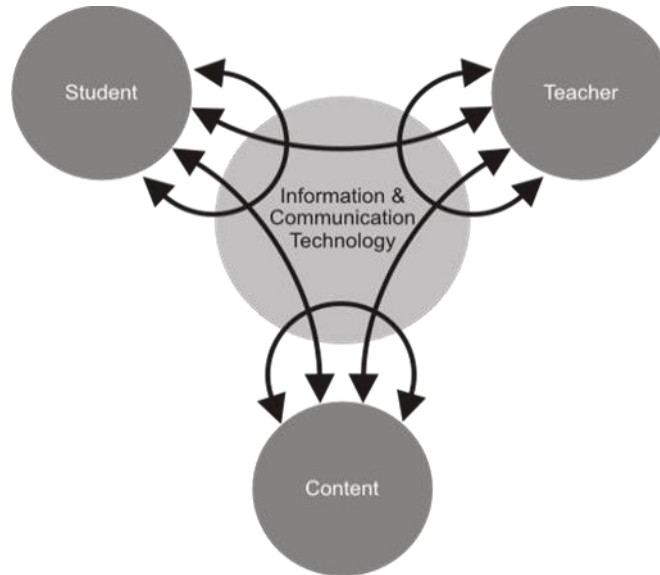 Student
Teacher
Information &
Communication
Technology
Content